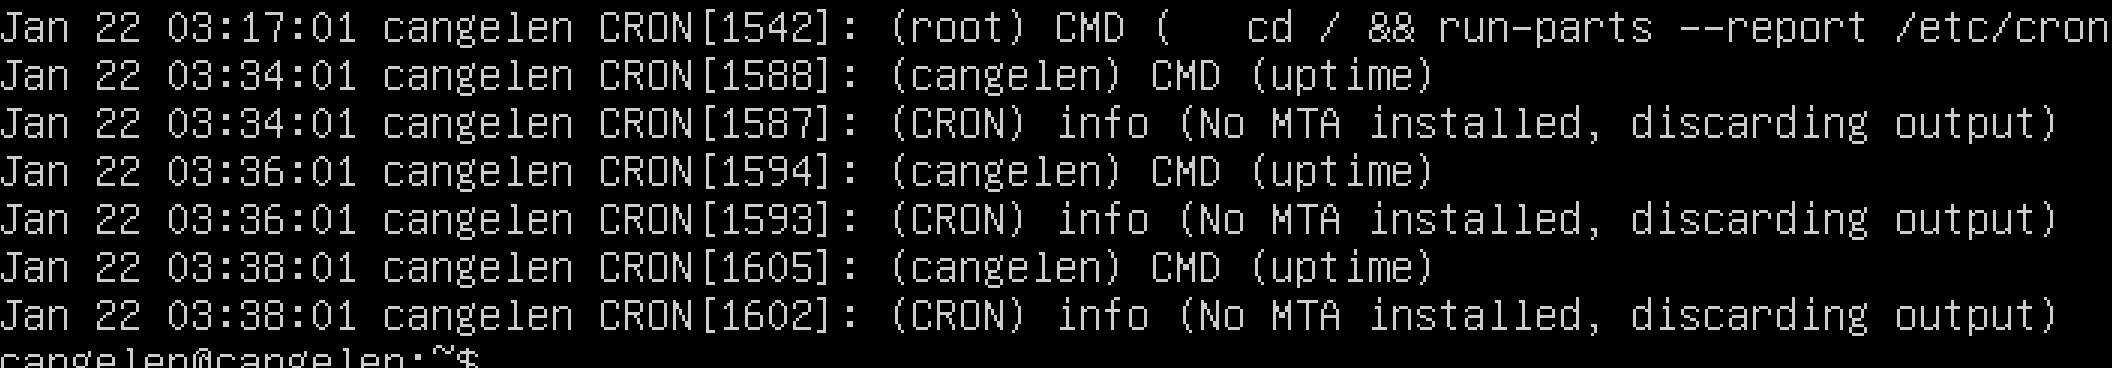 Jan 22 03:17:01 cangelen CRON[1542]: (root) CMD (   cd / && run-parts --report /etc/cron
Jan 22 03:34:01 cangelen CRON[1588]: (cangelen) CMD (uptime)
Jan 22 03:34:01 cangelen CRON[1587]: (CRON) info (No MTA installed, discarding output)
Jan 22 03:36:01 cangelen CRON[1594]: (cangelen) CMD (uptime)
Jan 22 03:36:01 cangelen CRON[1593]: (CRON) info (No MTA installed, discarding output)
Jan 22 03:38:01 cangelen CRON[1605]: (cangelen) CMD (uptime)
Jan 22 03:38:01 cangelen CRON[1602]: (CRON) info (No MTA installed, discarding output)
cangelen@cangelen:~$